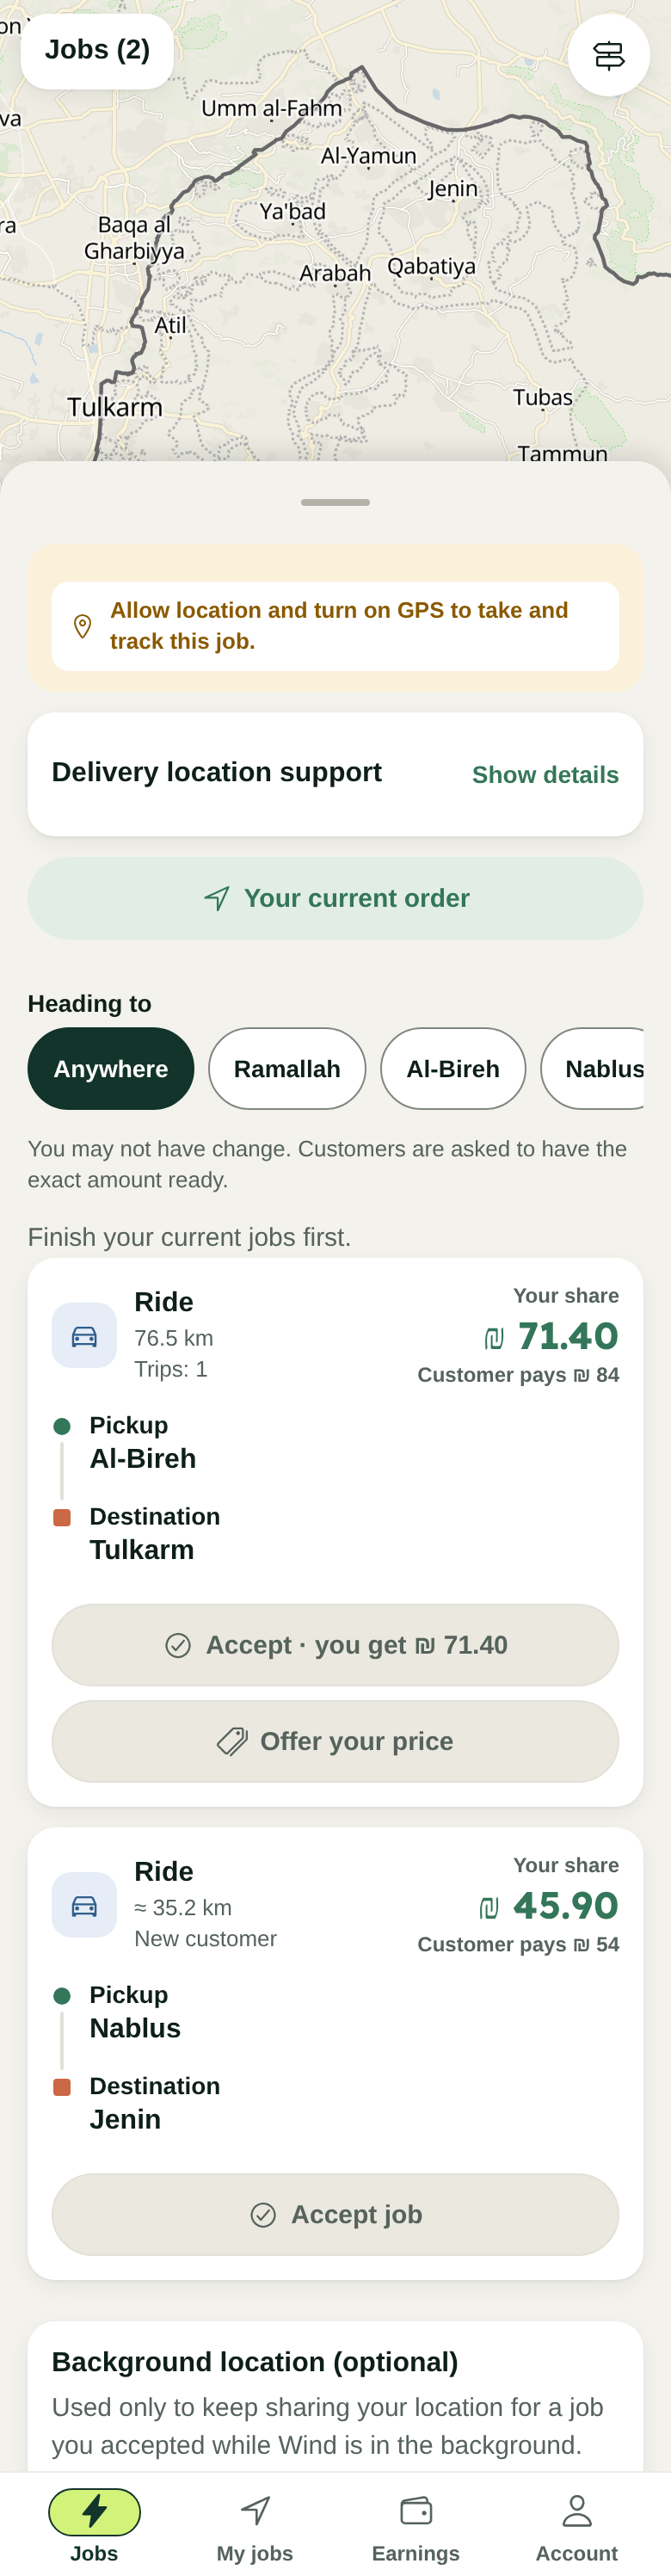 Jobs (2)
Umm al-Fahm
Al-Yamun
Jenin
Ya'bad
Baqa al
Gharbiyya
Arabah
Qabatiya
Atil
Tulkarm
Tubas
Tammun
Allow location and turn on GPS to take and
track this job.
Delivery location support
Show details
Your current order
Heading to
Anywhere
Ramallah
Al-Bireh
Nablus
You may not have change. Customers are asked to have the
exact amount ready.
Finish your current jobs first.
Ride
76.5 km
Trips: 1
Your share
₪ 71.40
Customer pays ₪ 84
Pickup
Al-Bireh
Destination
Tulkarm
Accept · you get ₪ 71.40
Offer your price
Ride
≈ 35.2 km
New customer
Your share
₪ 45.90
Customer pays ₪ 54
Pickup
Nablus
Destination
Jenin
Accept job
Background location (optional)
Used only to keep sharing your location for a job
you accepted while Wind is in the background.
Jobs
My jobs
Earnings
Account